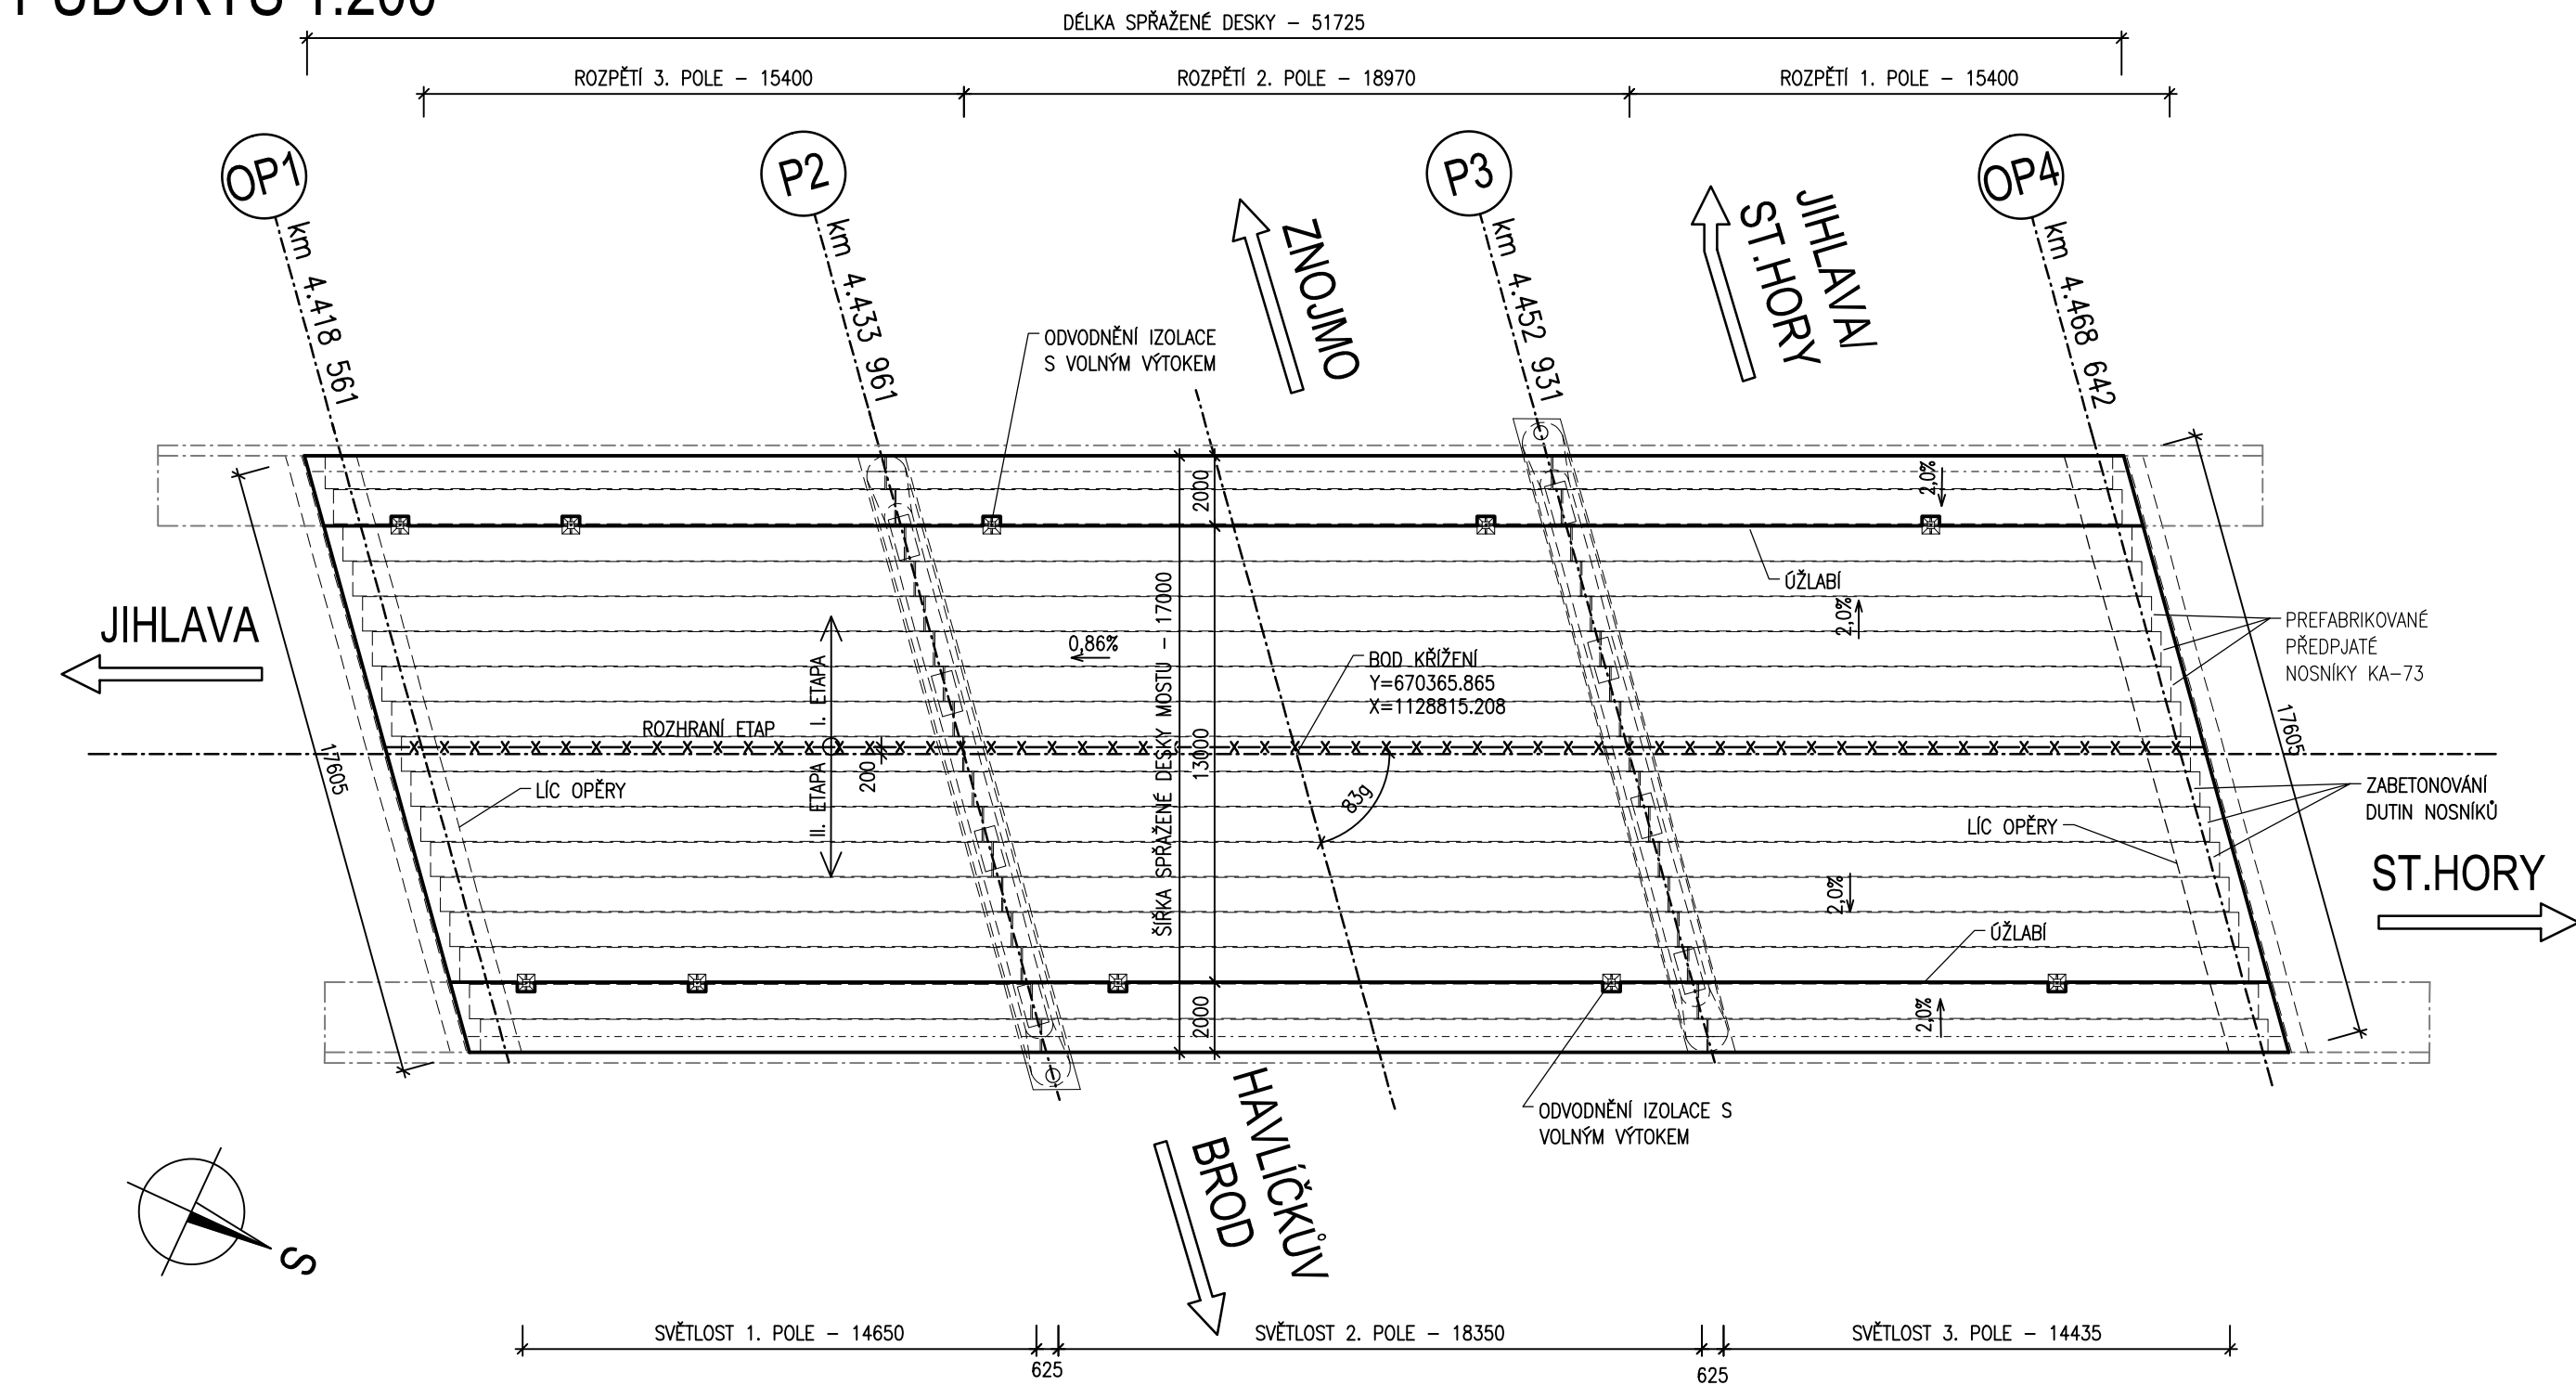 PŮDORYS 1:200
DÉLKA SPŘAŽENÉ DESKY – 51725
ROZPĚTÍ 3. POLE – 15400
ROZPĚTÍ 2. POLE – 18970
ROZPĚTÍ 1. POLE – 15400
OP1
P2
P3
OP4
km 4.418 561
km 4.433 961
km 4.452 931
km 4.468 642
ZNOJMO
JIHLAVA/
ST.HORY
ODVODNĚNÍ IZOLACE
S VOLNÝM VÝTOKEM
2000
2,0%
ÚŽLABÍ
2,0%
JIHLAVA
0,86%
ŠÍŘKA SPŘAŽENÉ DESKY MOSTU – 17000
13000
BOD KŘÍŽENÍ
Y=670365.865
X=1128815.208
PREFABRIKOVANÉ
PŘEDPJATÉ
NOSNÍKY KA–73
II. ETAPA
I. ETAPA
ROZHRANÍ ETAP
200
17605
17605
LÍC OPĚRY
83g
LÍC OPĚRY
ZABETONOVÁNÍ
DUTIN NOSNÍKŮ
ST.HORY
2,0%
ÚŽLABÍ
2,0%
2000
ODVODNĚNÍ IZOLACE S
VOLNÝM VÝTOKEM
HAVLÍČKŮV
BROD
S
SVĚTLOST 1. POLE – 14650
SVĚTLOST 2. POLE – 18350
SVĚTLOST 3. POLE – 14435
625
625